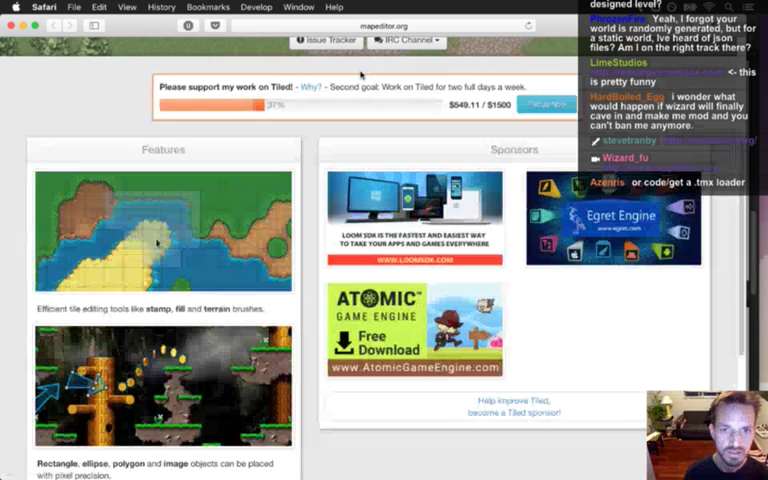 Safari File Edit View History Bookmarks Develop Window Help
mapeditor.org
Issue Tracker
IRC Channel
Please support my work on Tiled! - Why? - Second goal: Work on Tiled for two full days a week.
37%
$549.11 / $1500
Features
Sponsors
LOOM SDK IS THE FASTEST AND EASIEST WAY
TO TAKE YOUR APPS AND GAMES EVERYWHERE
WWW.LOOMSDK.COM
Egret Engine
www.egret.com
Efficient tile editing tools like stamp, fill and terrain brushes.
ATOMIC
GAME ENGINE
Free
Download
www.AtomicGameEngine.com
Help improve Tiled,
become a Tiled sponsor!
Rectangle, ellipse, polygon and image objects can be placed
with pixel precision.
designed level?
PhrozenFire Yeah, I forgot your
world is randomly generated, but for
a static world, Ive heard of json
files? Am I on the right track there?
LimeStudios
<- this
is pretty funny
HardBoiled_Egg i wonder what
would happen if wizard will finally
cave in and make me mod and you
can't ban me anymore.
stevetranby
Wizard_fu
Azenris or code/get a .tmx loader